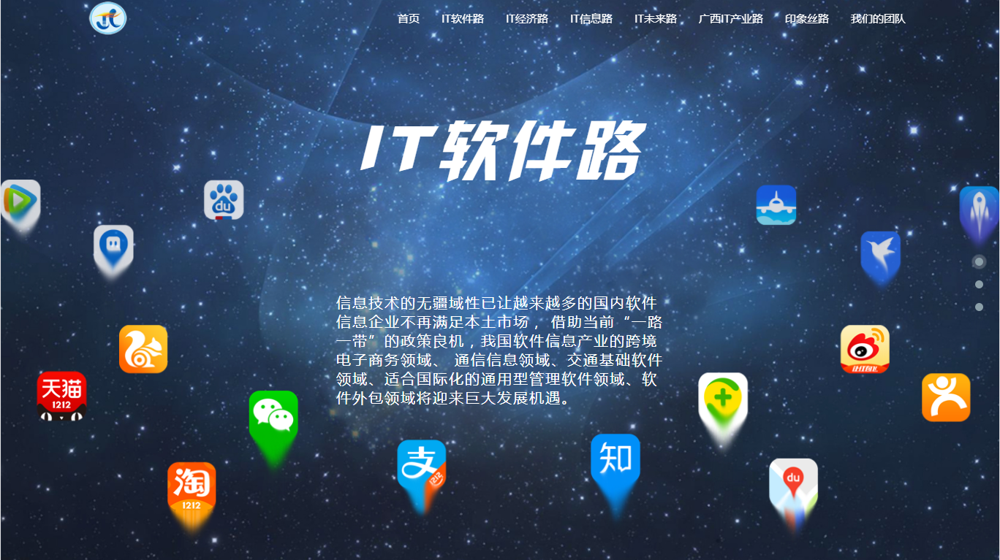 首页 IT软件路 IT经济路 IT信息路 IT未来路 广西IT产业路 印象丝路 我们的团队
IT软件路
du
信息技术的无疆域性已让越来越多的国内软件
信息企业不再满足本土市场， 借助当前“一路
一带”的政策良机，我国软件信息产业的跨境
电子商务领域、 通信信息领域、交通基础软件
领域、适合国际化的通用型管理软件领域、软
件外包领域将迎来巨大发展机遇。
天猫
1212
支
1212
知
淘
1212
du